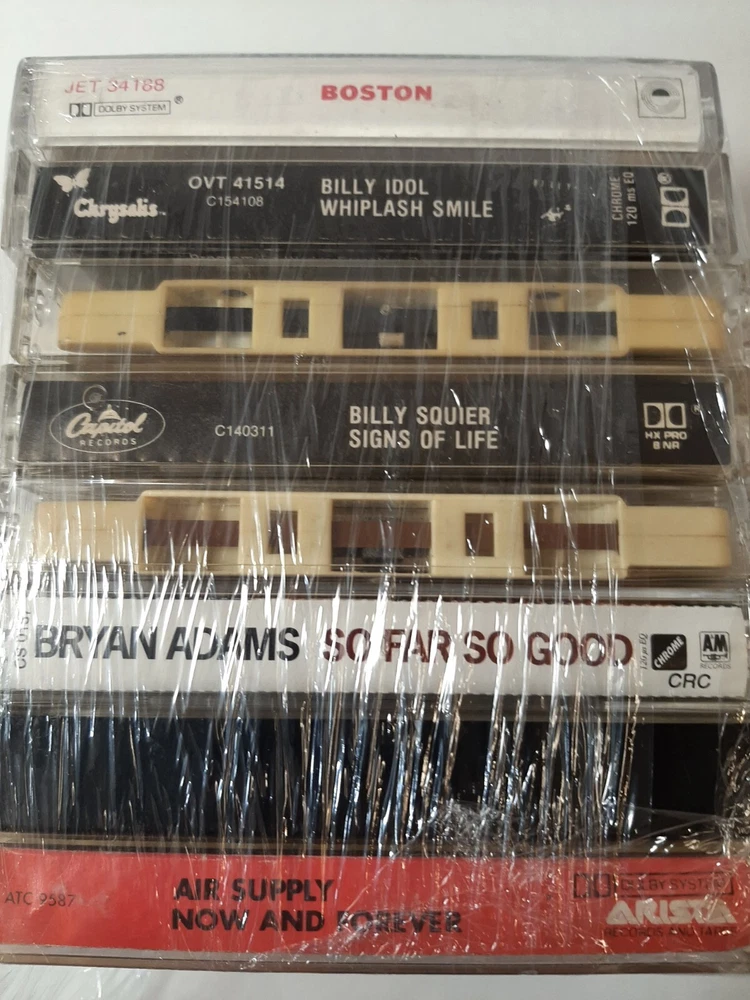 JET 34188
BOSTON
DOLBY SYSTEM ®
Chrysalis
OVT 41514
C154108
BILLY IDOL
WHIPLASH SMILE
CHROME
120 ms EQ
®
Capitol
RECORDS
C140311
BILLY SQUIER
SIGNS OF LIFE
HX PRO
B NR
BRYAN ADAMS SO FAR SO GOOD
CHROME
A&M
RECORDS
CRC
ATC 9587
AIR SUPPLY
NOW AND FOREVER
DOLBY SYSTEM
ARISTA